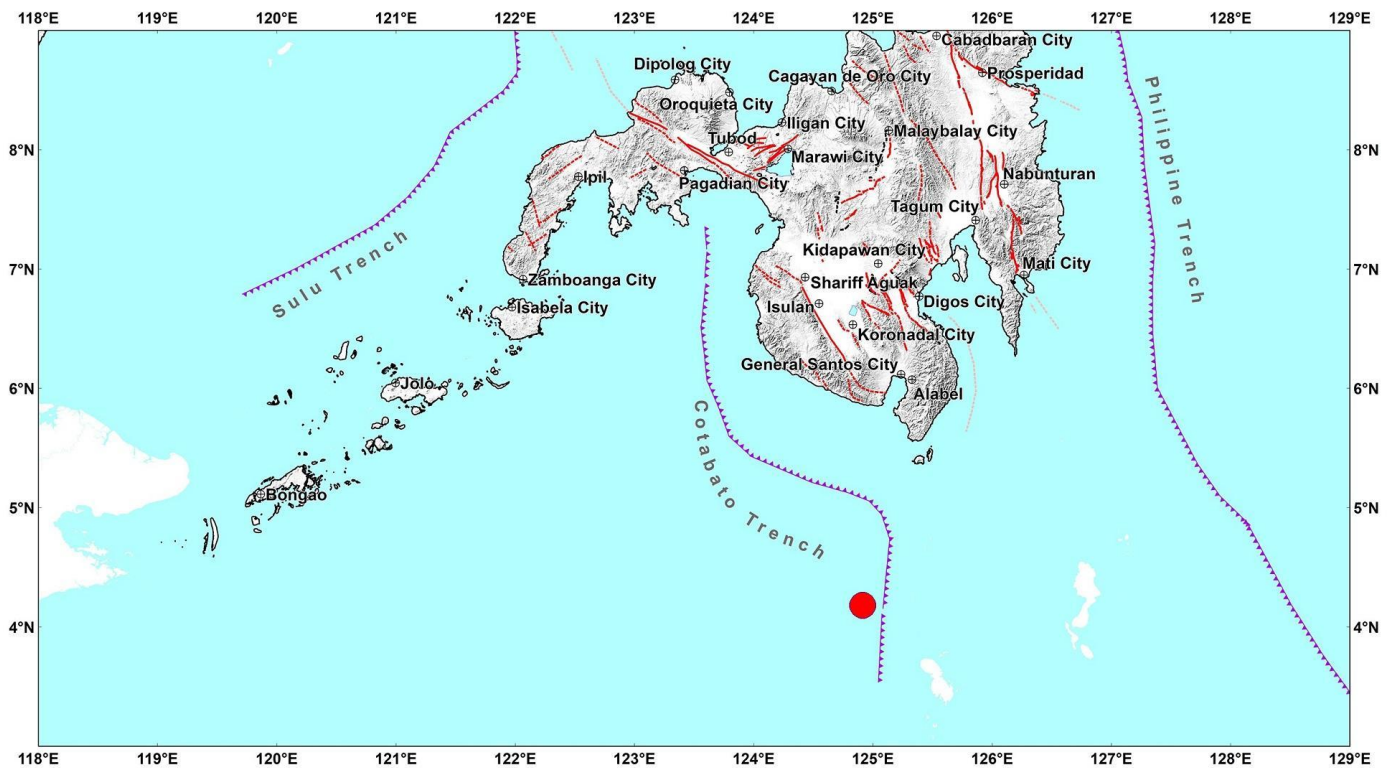 118°E 119°E 120°E 121°E 122°E 123°E 124°E 125°E 126°E 127°E 128°E 129°E
Cabadbaran City
Dipolog City
Cagayan de Oro City
Prosperidad
Oroquieta City
Iligan City
Tubod
Malaybalay City
8°N
8°N
Marawi City
Ipil
Pagadian City
Nabunturan
Tagum City
Philippine Trench
Sulu Trench
Kidapawan City
7°N
Mati City
7°N
Zamboanga City
Shariff Aguak
Isabela City
Isulan
Digos City
Koronadal City
General Santos City
6°N
Jolo
Alabel
6°N
Cotabato Trench
Bongao
5°N
5°N
4°N
4°N
118°E 119°E 120°E 121°E 122°E 123°E 124°E 125°E 126°E 127°E 128°E 129°E